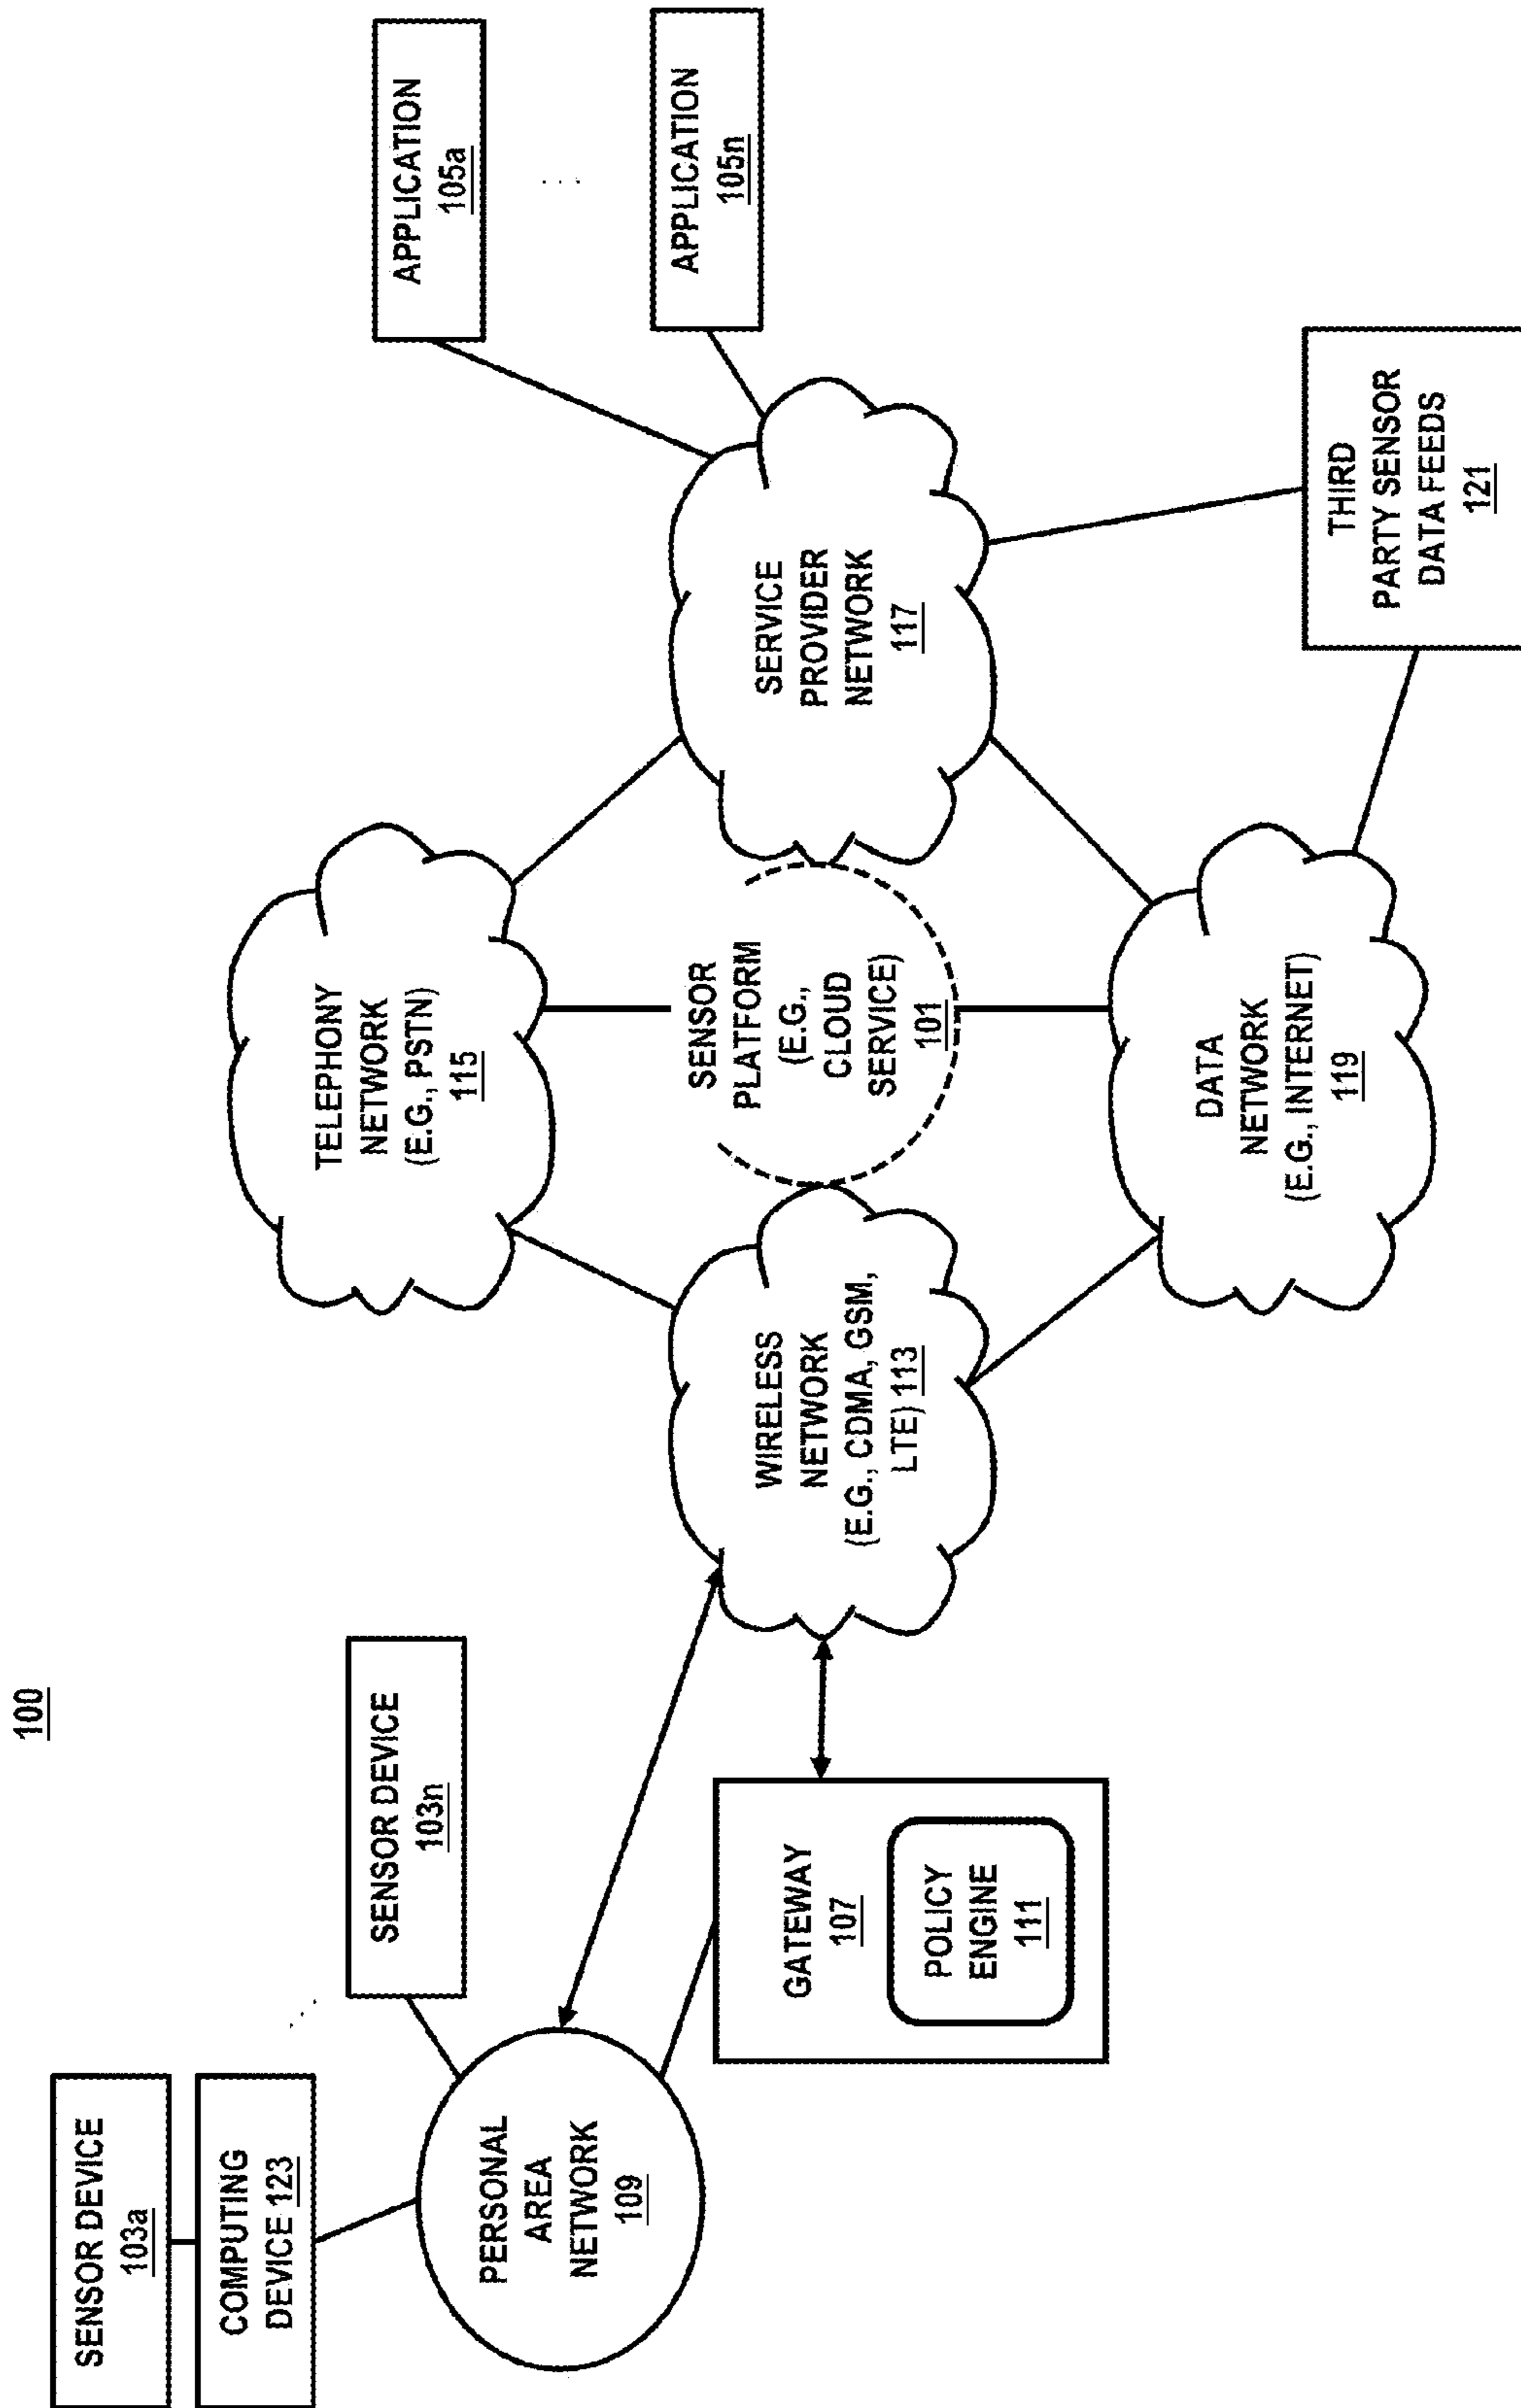 100
SENSOR DEVICE
103a
COMPUTING
DEVICE 123
SENSOR DEVICE
103n
PERSONAL
AREA
NETWORK
109
GATEWAY
107
POLICY
ENGINE
111
WIRELESS
NETWORK
(E.G., CDMA, GSM,
LTE) 113
TELEPHONY
NETWORK
(E.G., PSTN)
115
SENSOR
PLATFORM
(E.G.,
CLOUD
SERVICE)
101
DATA
NETWORK
(E.G., INTERNET)
119
SERVICE
PROVIDER
NETWORK
117
APPLICATION
105a
. . .
APPLICATION
105n
THIRD
PARTY SENSOR
DATA FEEDS
121